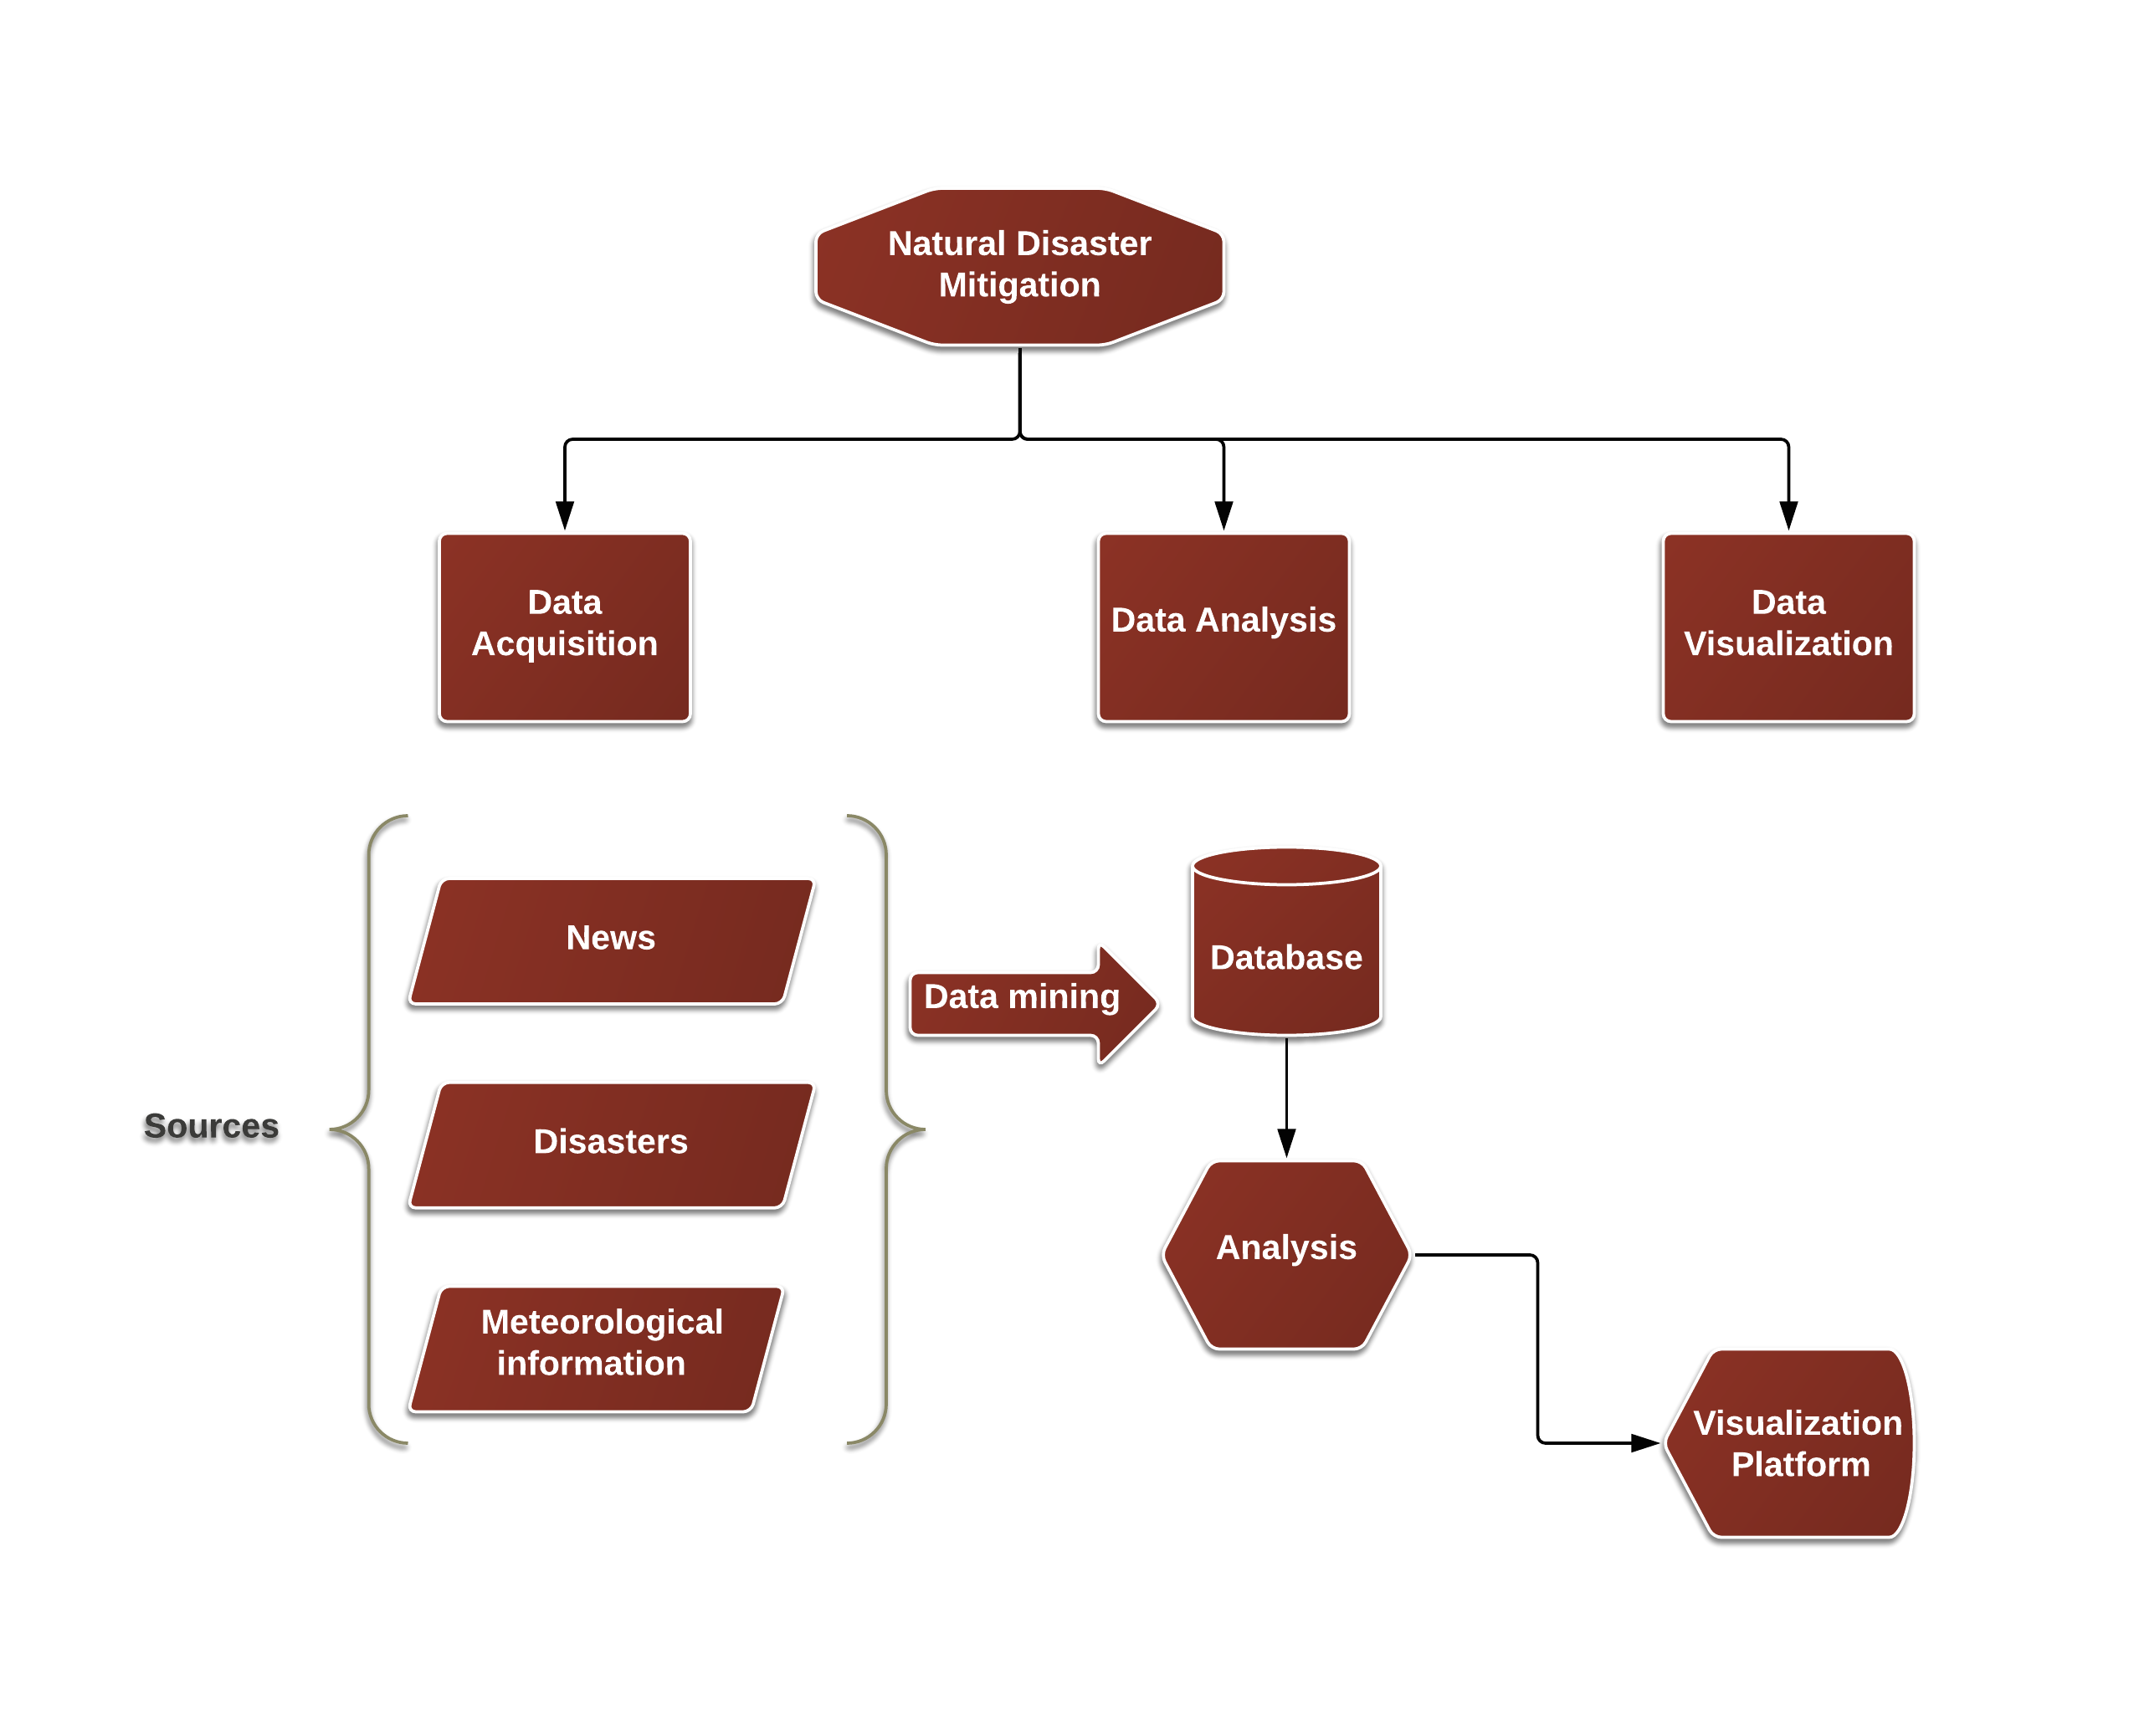 Natural Disaster
Mitigation
Data
Acquisition
Data Analysis
Data
Visualization
News
Database
Data mining
Sources
Disasters
Analysis
Meteorological
information
Visualization
Platform